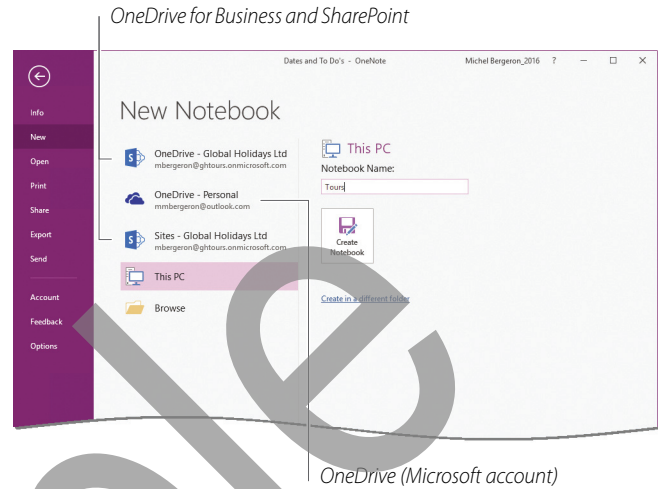 OneDrive for Business and SharePoint
Dates and To Do's - OneNote
Michel Bergeron_2016 ?
Info
New
Open
Print
Share
Export
Send
Account
Feedback
Options
New Notebook
OneDrive - Global Holidays Ltd
mbergeron@ghtours.onmicrosoft.com
OneDrive - Personal
mmbergeron@outlook.com
Sites - Global Holidays Ltd
mbergeron@ghtours.onmicrosoft.com
This PC
Browse
This PC
Notebook Name:
Tours
Create
Notebook
Create in a different folder
OneDrive (Microsoft account)